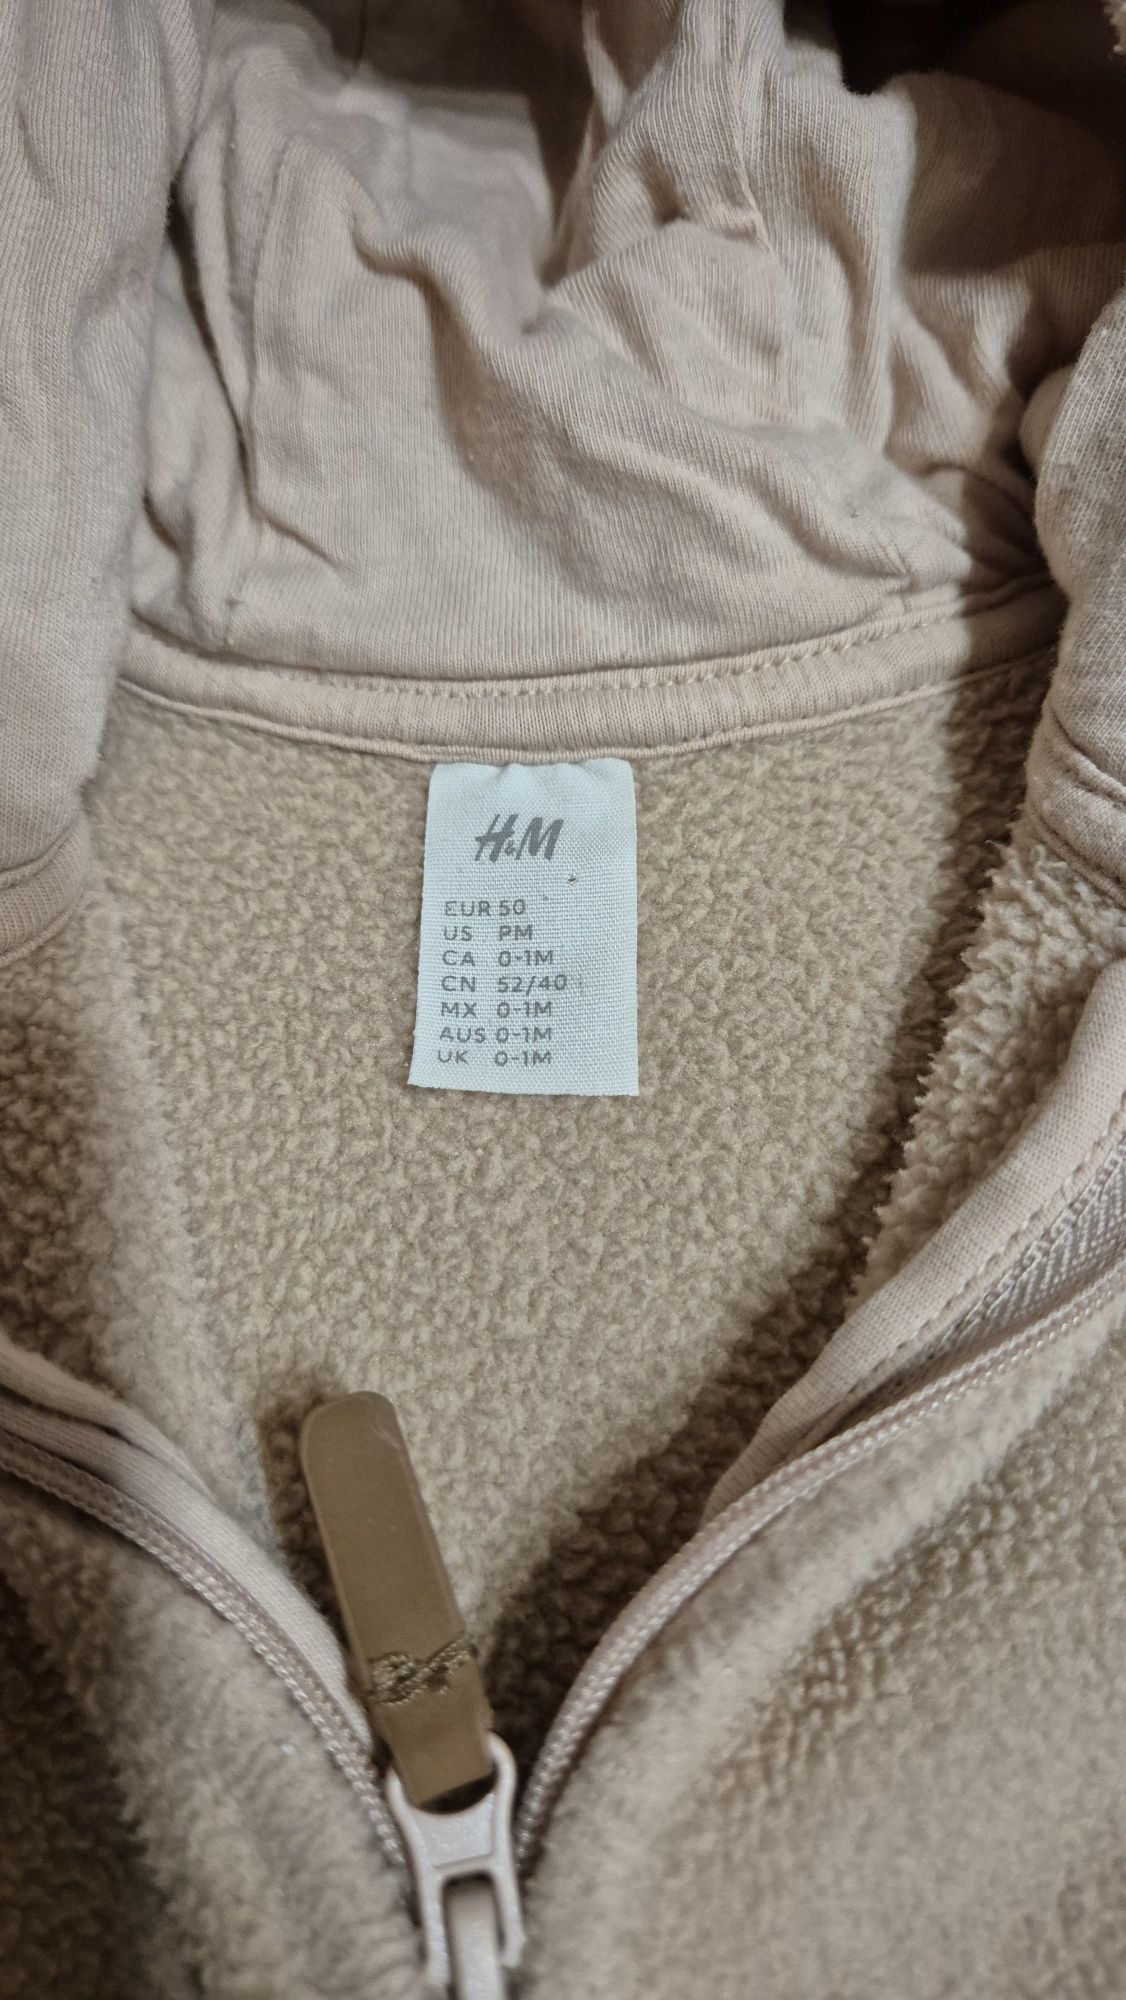 H&M
EUR 50
US PM
CA 0-1M
CN 52/40
MX 0-1M
AUS 0-1M
UK 0-1M